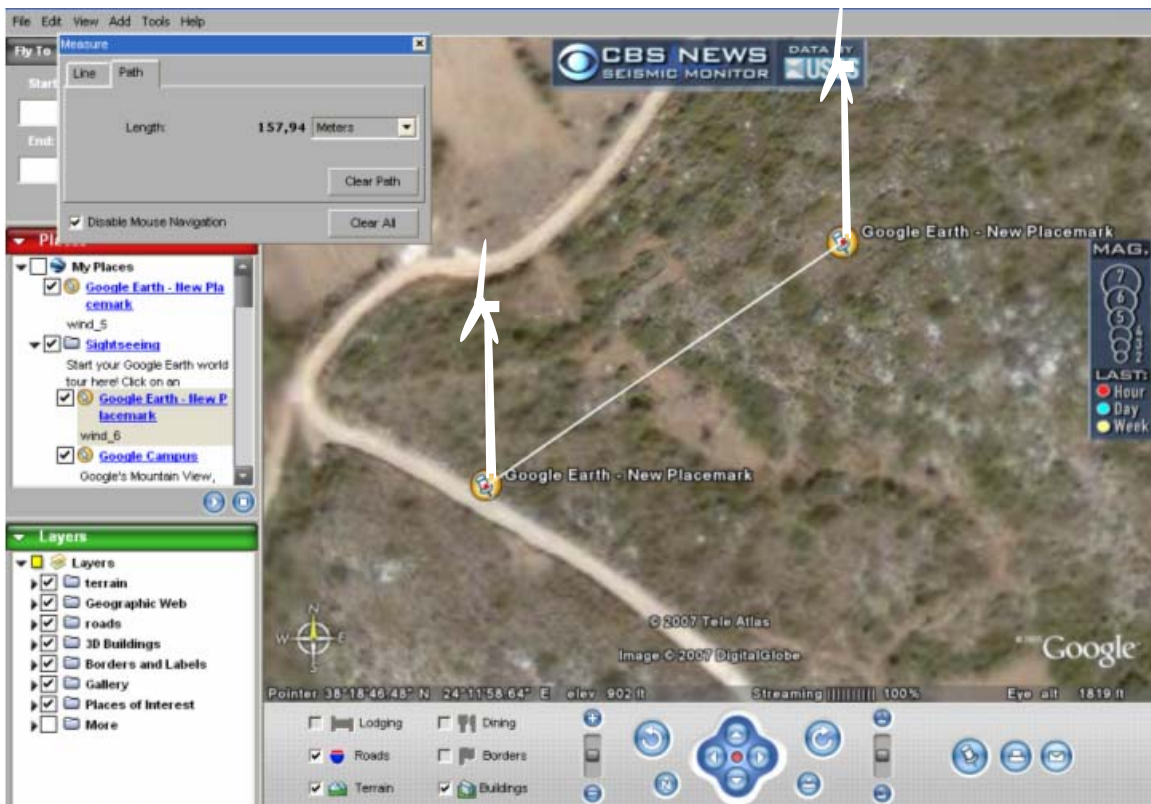 File Edit View Add Tools Help
Fly To
Measure
Line Path
Start
Length: 157,94 Meters
End:
Clear Path
Disable Mouse Navigation Clear All
CBS NEWS
SEISMIC MONITOR
DATA BY
USGS
Places
My Places
Google Earth - New Pla
cemark
wind_5
Sightseeing
Start your Google Earth world
tour here! Click on an
Google Earth - New P
lacemark
wind_6
Google Campus
Google's Mountain View,
Layers
Layers
terrain
Geographic Web
roads
3D Buildings
Borders and Labels
Gallery
Places of Interest
More
Google Earth - New Placemark
Google Earth - New Placemark
MAG.
7
6
5
4
3
2
LAST:
Hour
Day
Week
N
W E
S
© 2007 Tele Atlas
Image © 2007 DigitalGlobe
Google
Pointer 38°18'46.48" N 24°11'58.64" E elev 902 ft Streaming |||||||||| 100% Eye alt 1819 ft
Lodging Dining
Roads Borders
Terrain Buildings
N